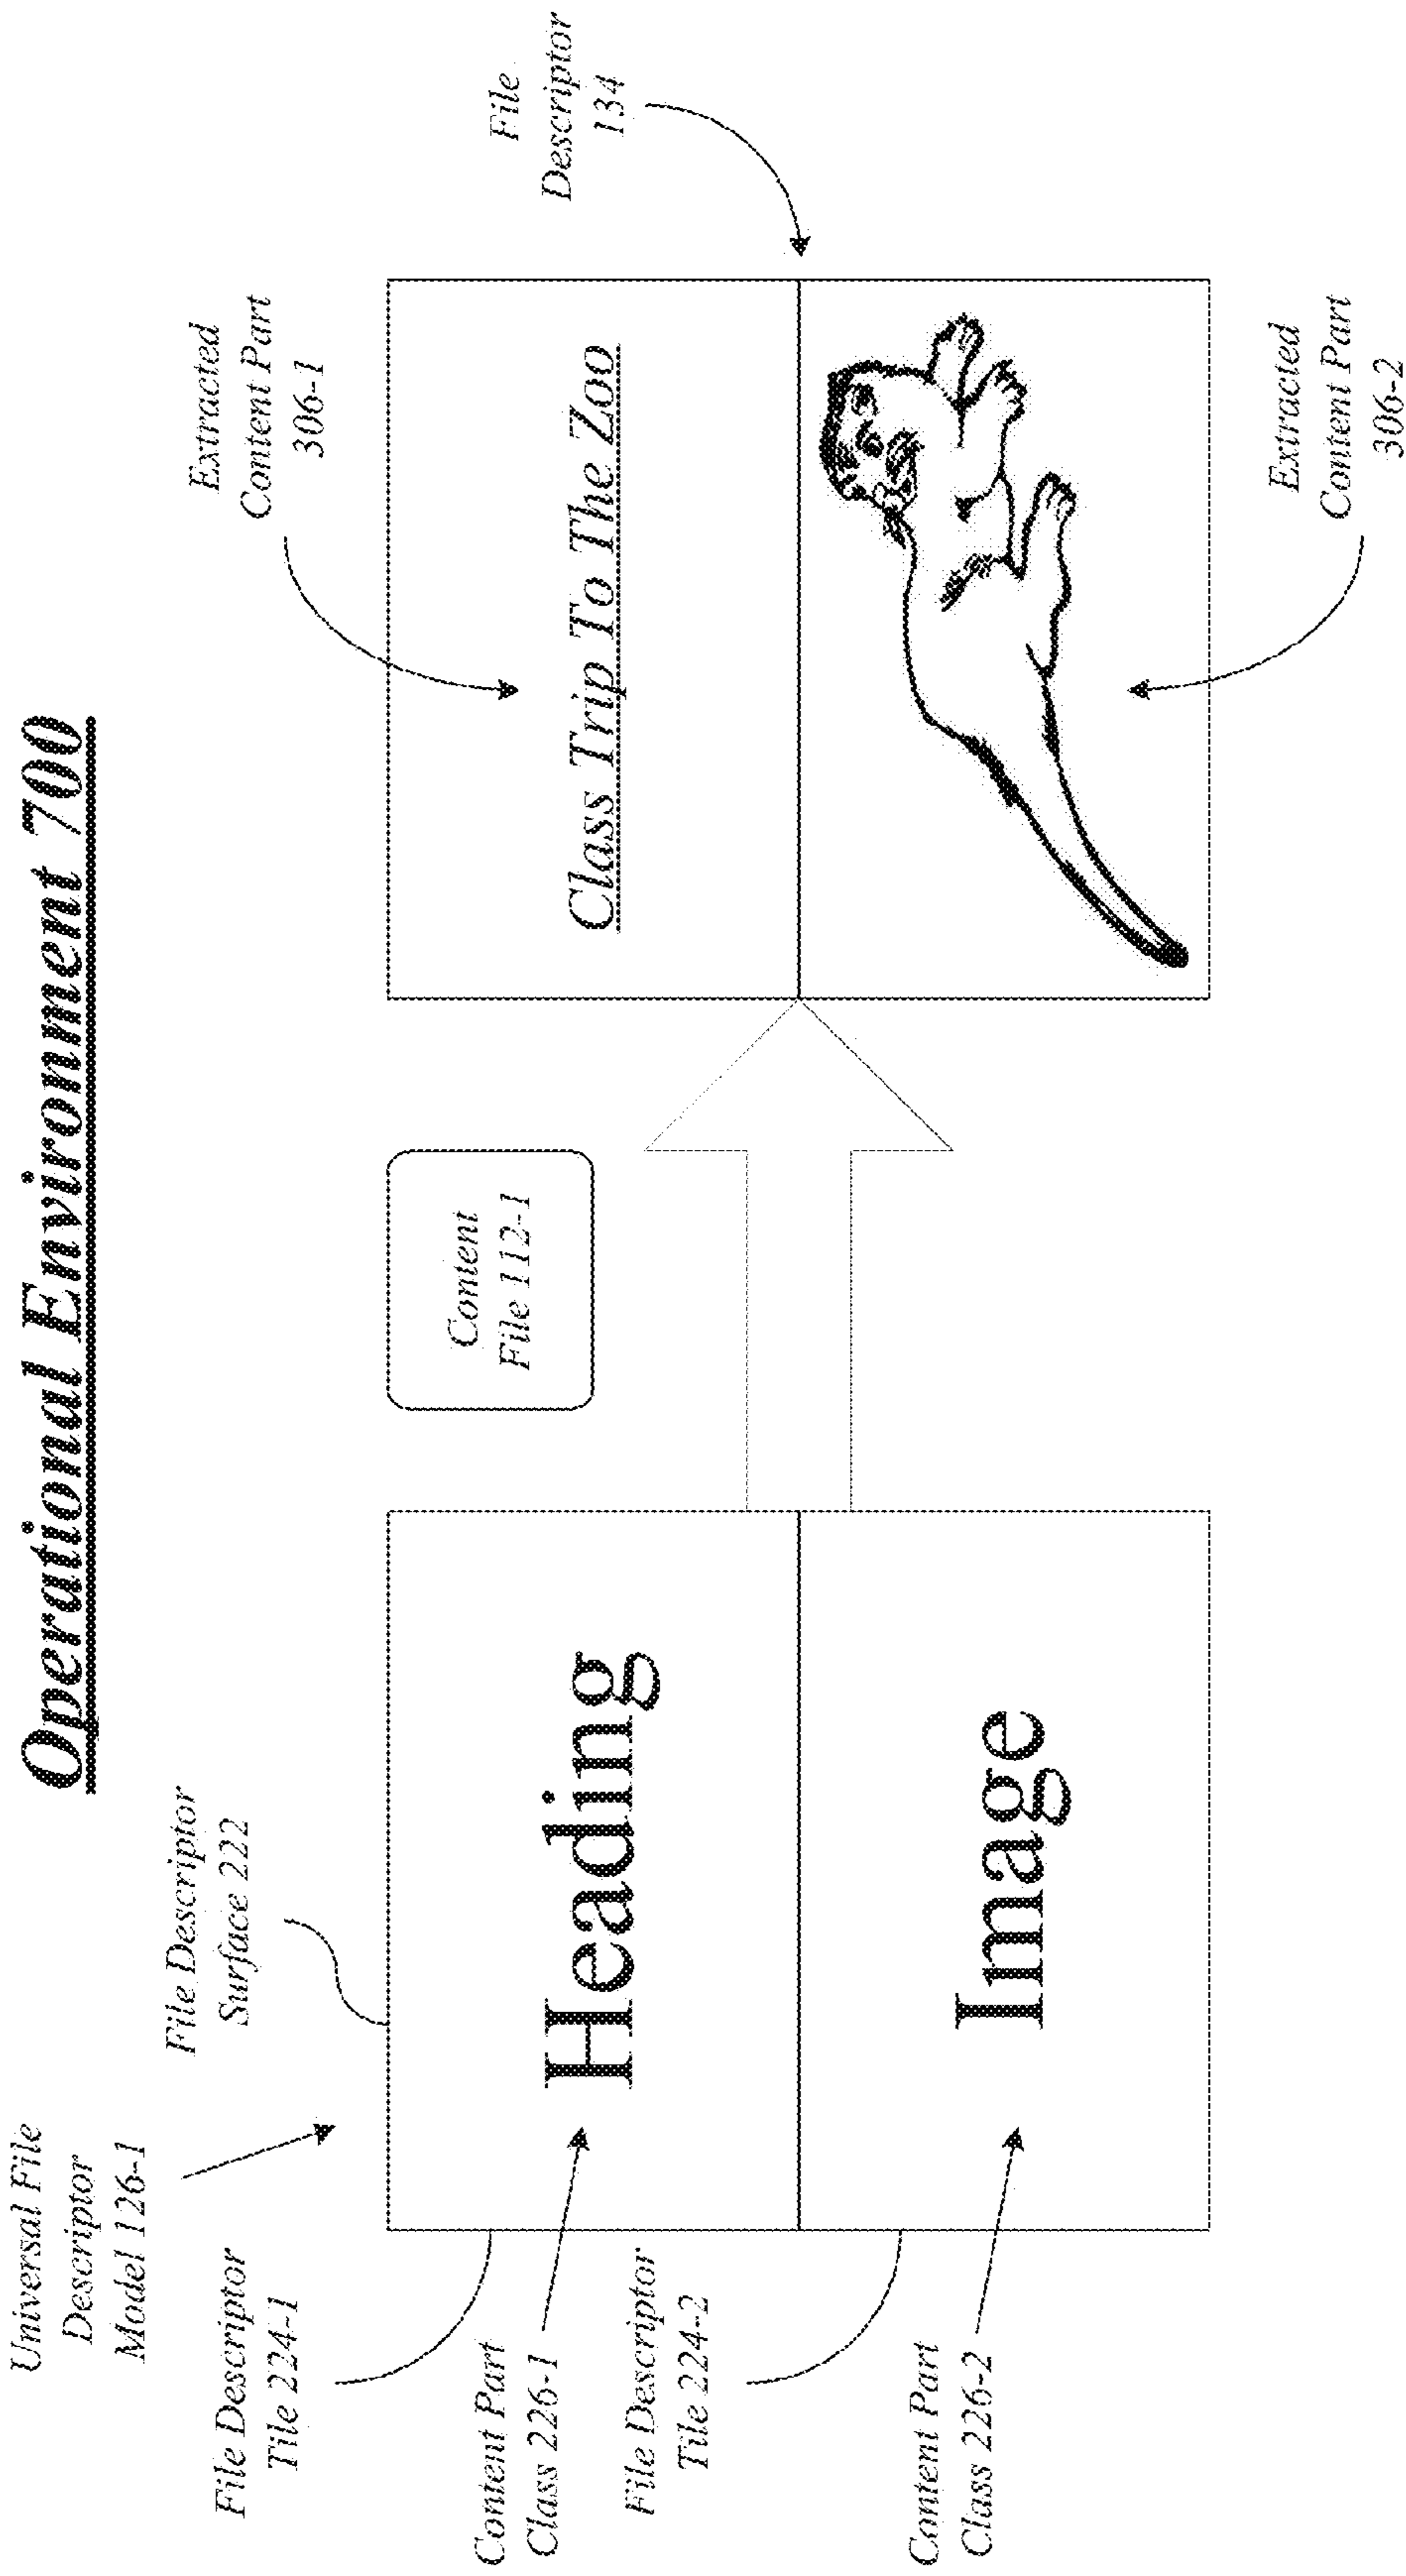 Operational Environment 700
Universal File
Descriptor
Model 126-1
File Descriptor
Surface 222
File Descriptor
Tile 224-1
Content Part
Class 226-1
File Descriptor
Tile 224-2
Content Part
Class 226-2
Heading
Image
Content
File 112-1
Extracted
Content Part
306-1
Class Trip To The Zoo
File
Descriptor
134
Extracted
Content Part
306-2